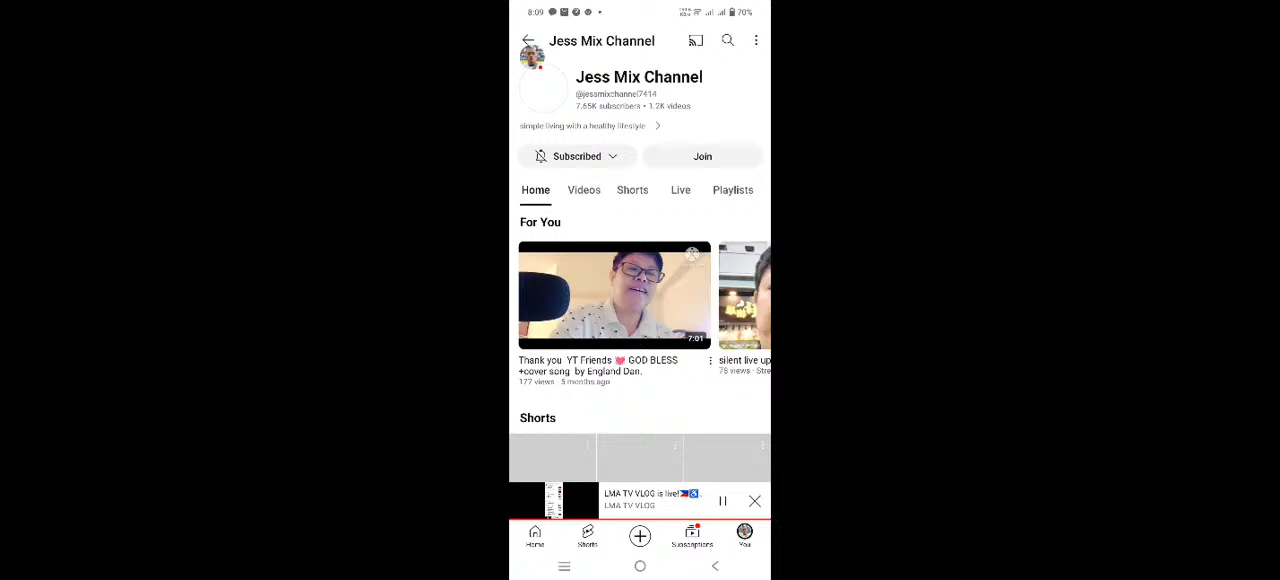 8:09
70%
Jess Mix Channel
Jess Mix Channel
@jessmixchannel7414
7.65K subscribers • 1.2K videos
simple living with a healthy lifestyle
Subscribed
Join
Home Videos Shorts Live Playlists
For You
7:01
Thank you YT Friends 💓 GOD BLESS
+cover song by England Dan.
177 views · 5 months ago
silent live up
78 views · Stre
Shorts
LMA TV VLOG is live!🇵🇭♿.
LMA TV VLOG
Home Shorts Subscriptions You